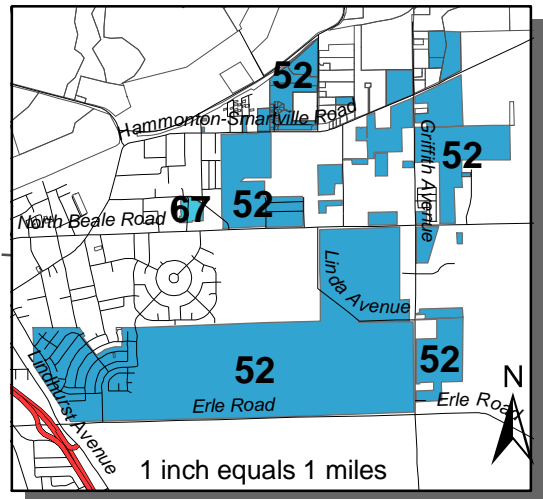 52
Hammonton-Smartville Road
Griffith Avenue
52
67
52
North Beale Road
Linda Avenue
52
52
Lindhurst Avenue
Erle Road
Erle Road
N
1 inch equals 1 miles